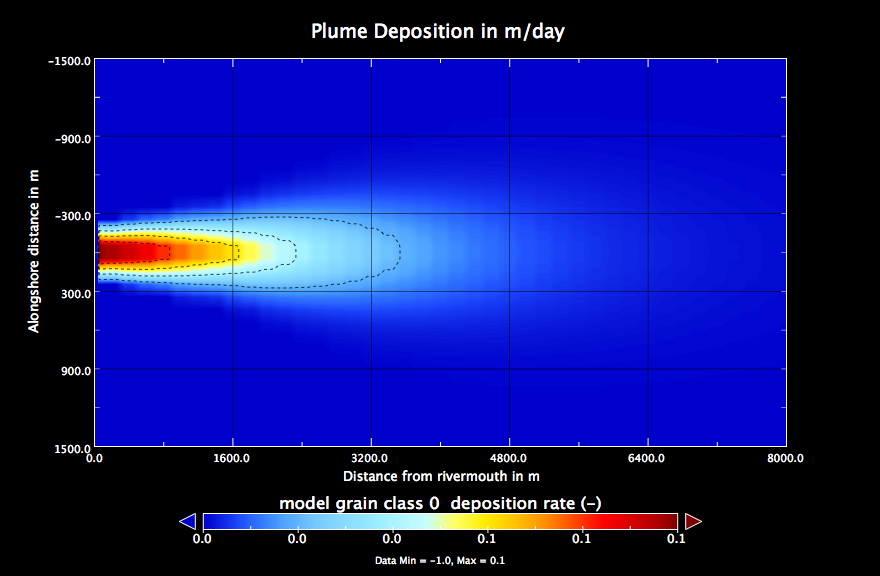 Plume Deposition in m/day
−1500.0
−900.0
−300.0
300.0
900.0
1500.0
Alongshore distance in m
0.0 1600.0 3200.0 4800.0 6400.0 8000.0
Distance from rivermouth in m
model grain class 0 deposition rate (−)
0.0 0.0 0.0 0.1 0.1 0.1
Data Min = −1.0, Max = 0.1